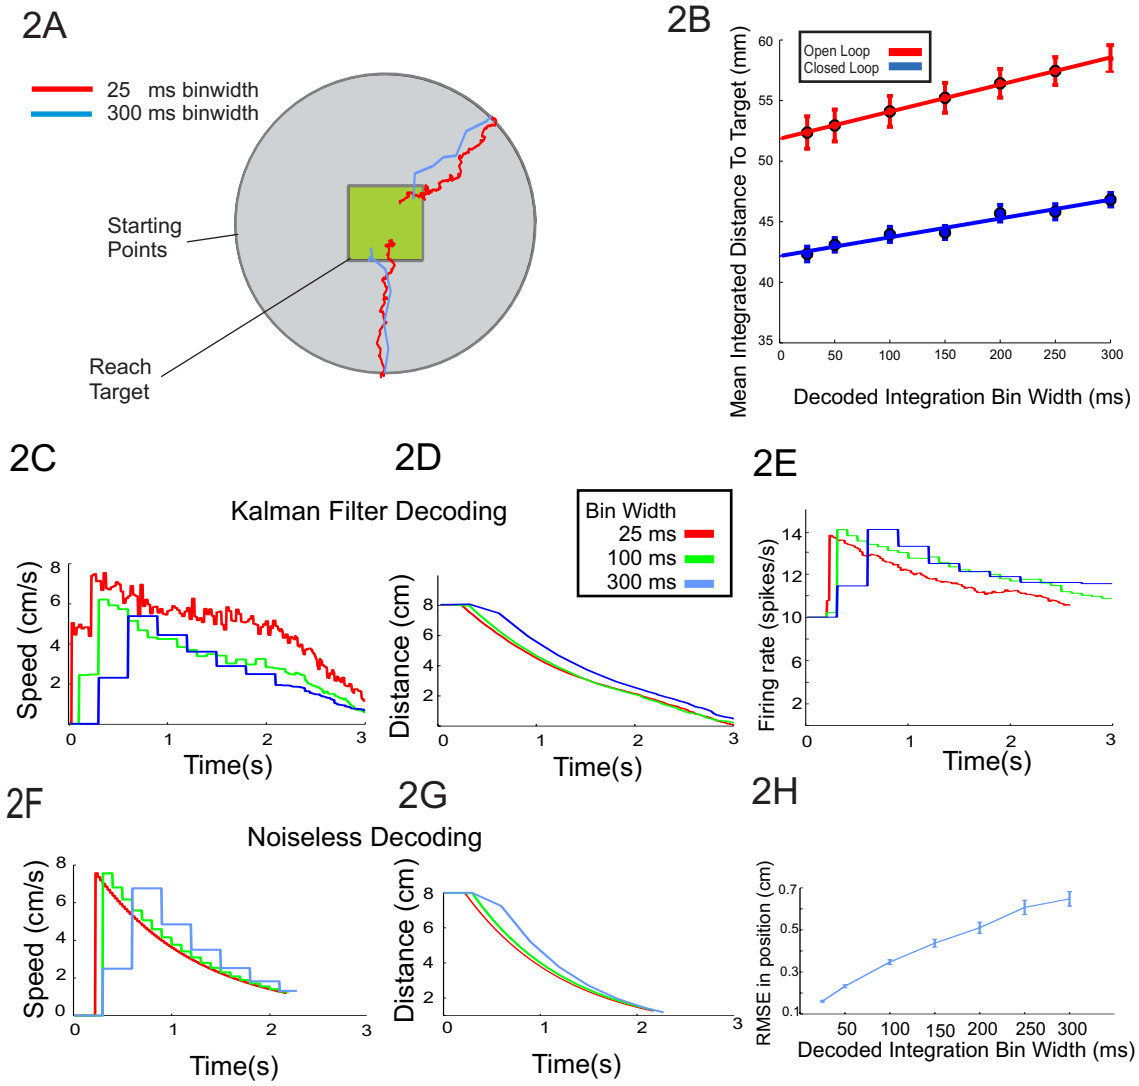 2A
25 ms binwidth
300 ms binwidth
Starting
Points
Reach
Target
2B
Mean Integrated Distance To Target (mm)
60
55
50
45
40
35
Open Loop
Closed Loop
0 50 100 150 200 250 300
Decoded Integration Bin Width (ms)
2C
2D
2E
Kalman Filter Decoding
Bin Width
25 ms
100 ms
300 ms
Speed (cm/s)
8
6
4
2
0 1 2 3
Time(s)
Distance (cm)
8
6
4
2
0 1 2 3
Time(s)
Firing rate (spikes/s)
14
12
10
8
6
4
2
0 1 2 3
Time(s)
2F
2G
2H
Noiseless Decoding
Speed (cm/s)
8
6
4
2
0
0 1 2 3
Time(s)
Distance (cm)
8
6
4
2
0 1 2 3
Time(s)
RMSE in position (cm)
0.7
0.5
0.3
0.1
50 100 150 200 250 300
Decoded Integration Bin Width (ms)